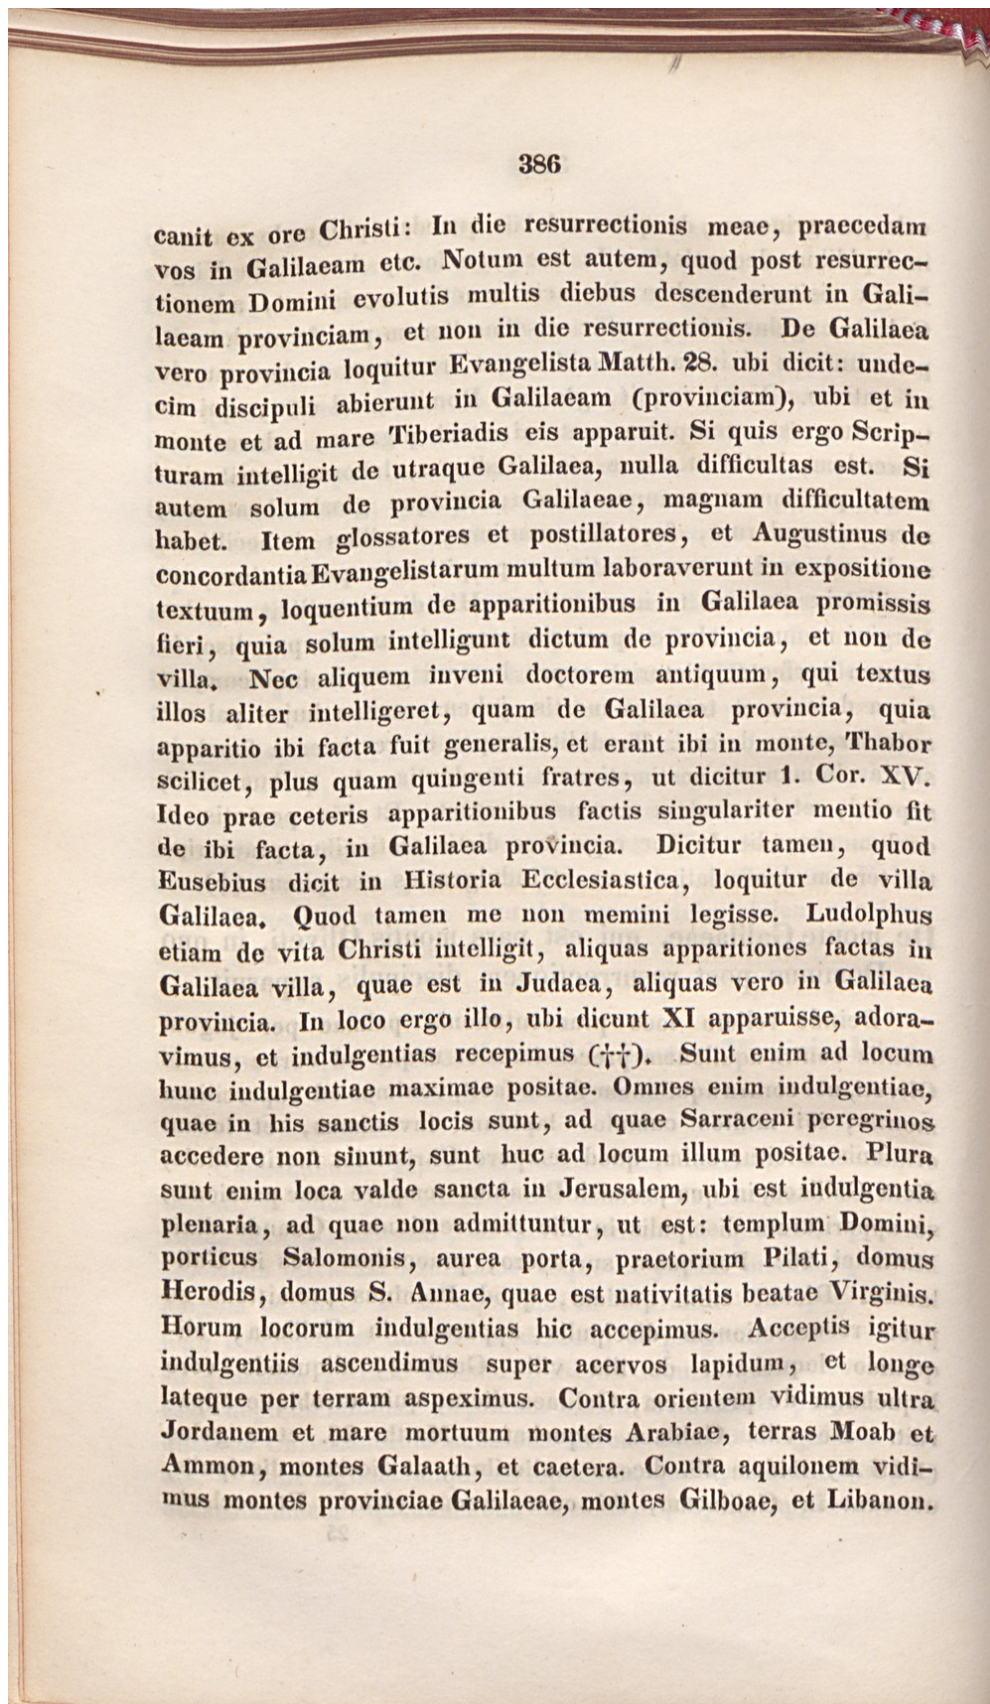 386
canit ex ore Christi: In die resurrectionis meae, praecedam
vos in Galilaeam etc. Notum est autem, quod post resurrec-
tionem Domini evolutis multis diebus descenderunt in Gali-
laeam provinciam, et non in die resurrectionis. De Galilaea
vero provincia loquitur Evangelista Matth. 28. ubi dicit: unde-
cim discipuli abierunt in Galilaeam (provinciam), ubi et in
monte et ad mare Tiberiadis eis apparuit. Si quis ergo Scrip-
turam intelligit de utraque Galilaea, nulla difficultas est. Si
autem solum de provincia Galilaeae, magnam difficultatem
habet. Item glossatores et postillatores, et Augustinus de
concordantia Evangelistarum multum laboraverunt in expositione
textuum, loquentium de apparitionibus in Galilaea promissis
fieri, quia solum intelligunt dictum de provincia, et non de
villa. Nec aliquem inveni doctorem antiquum, qui textus
illos aliter intelligeret, quam de Galilaea provincia, quia
apparitio ibi facta fuit generalis, et erant ibi in monte, Thabor
scilicet, plus quam quingenti fratres, ut dicitur 1. Cor. XV.
Ideo prae ceteris apparitionibus factis singulariter mentio fit
de ibi facta, in Galilaea provincia. Dicitur tamen, quod
Eusebius dicit in Historia Ecclesiastica, loquitur de villa
Galilaea. Quod tamen me non memini legisse. Ludolphus
etiam de vita Christi intelligit, aliquas apparitiones factas in
Galilaea villa, quae est in Judaea, aliquas vero in Galilaea
provincia. In loco ergo illo, ubi dicunt XI apparuisse, adora-
vimus, et indulgentias recepimus (††). Sunt enim ad locum
hunc indulgentiae maximae positae. Omnes enim indulgentiae,
quae in his sanctis locis sunt, ad quae Sarraceni peregrinos
accedere non sinunt, sunt huc ad locum illum positae. Plura
sunt enim loca valde sancta in Jerusalem, ubi est indulgentia
plenaria, ad quae non admittuntur, ut est: templum Domini,
porticus Salomonis, aurea porta, praetorium Pilati, domus
Herodis, domus S. Annae, quae est nativitatis beatae Virginis.
Horum locorum indulgentias hic accepimus. Acceptis igitur
indulgentiis ascendimus super acervos lapidum, et longe
lateque per terram aspeximus. Contra orientem vidimus ultra
Jordanem et mare mortuum montes Arabiae, terras Moab et
Ammon, montes Galaath, et caetera. Contra aquilonem vidi-
mus montes provinciae Galilaeae, montes Gilboae, et Libanon.